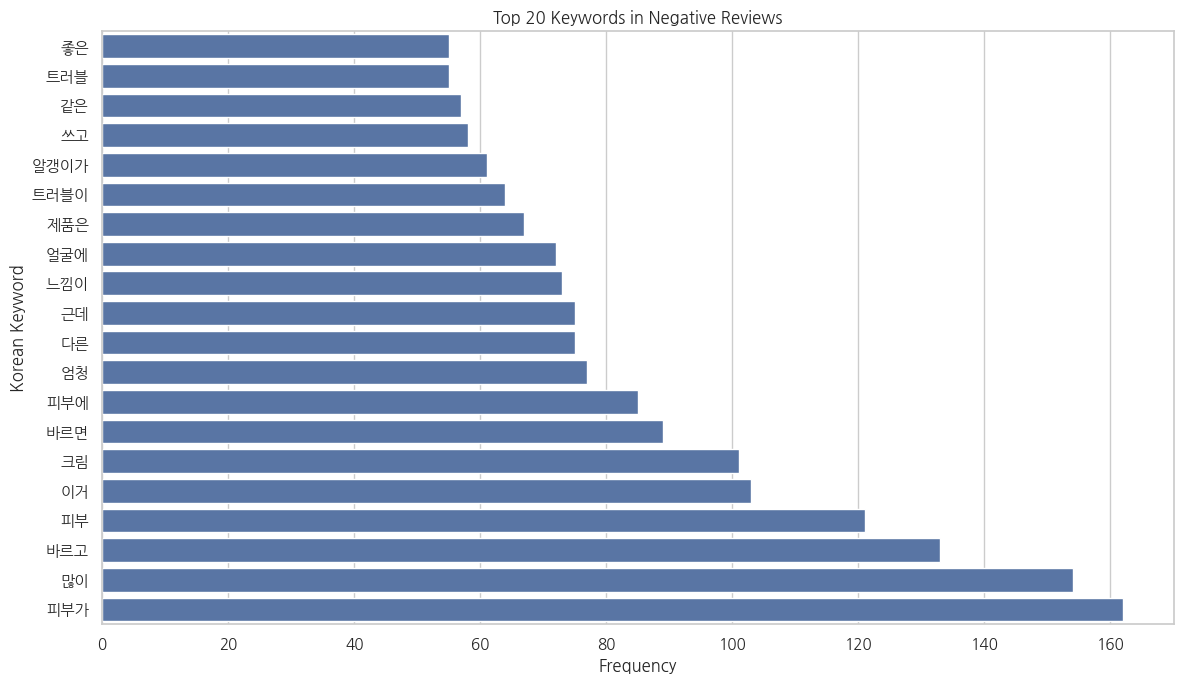 Top 20 Keywords in Negative Reviews
Korean Keyword
좋은
트러블
같은
쓰고
알갱이가
트러블이
제품은
얼굴에
느낌이
근데
다른
엄청
피부에
바르면
크림
이거
피부
바르고
많이
피부가
0 20 40 60 80 100 120 140 160
Frequency